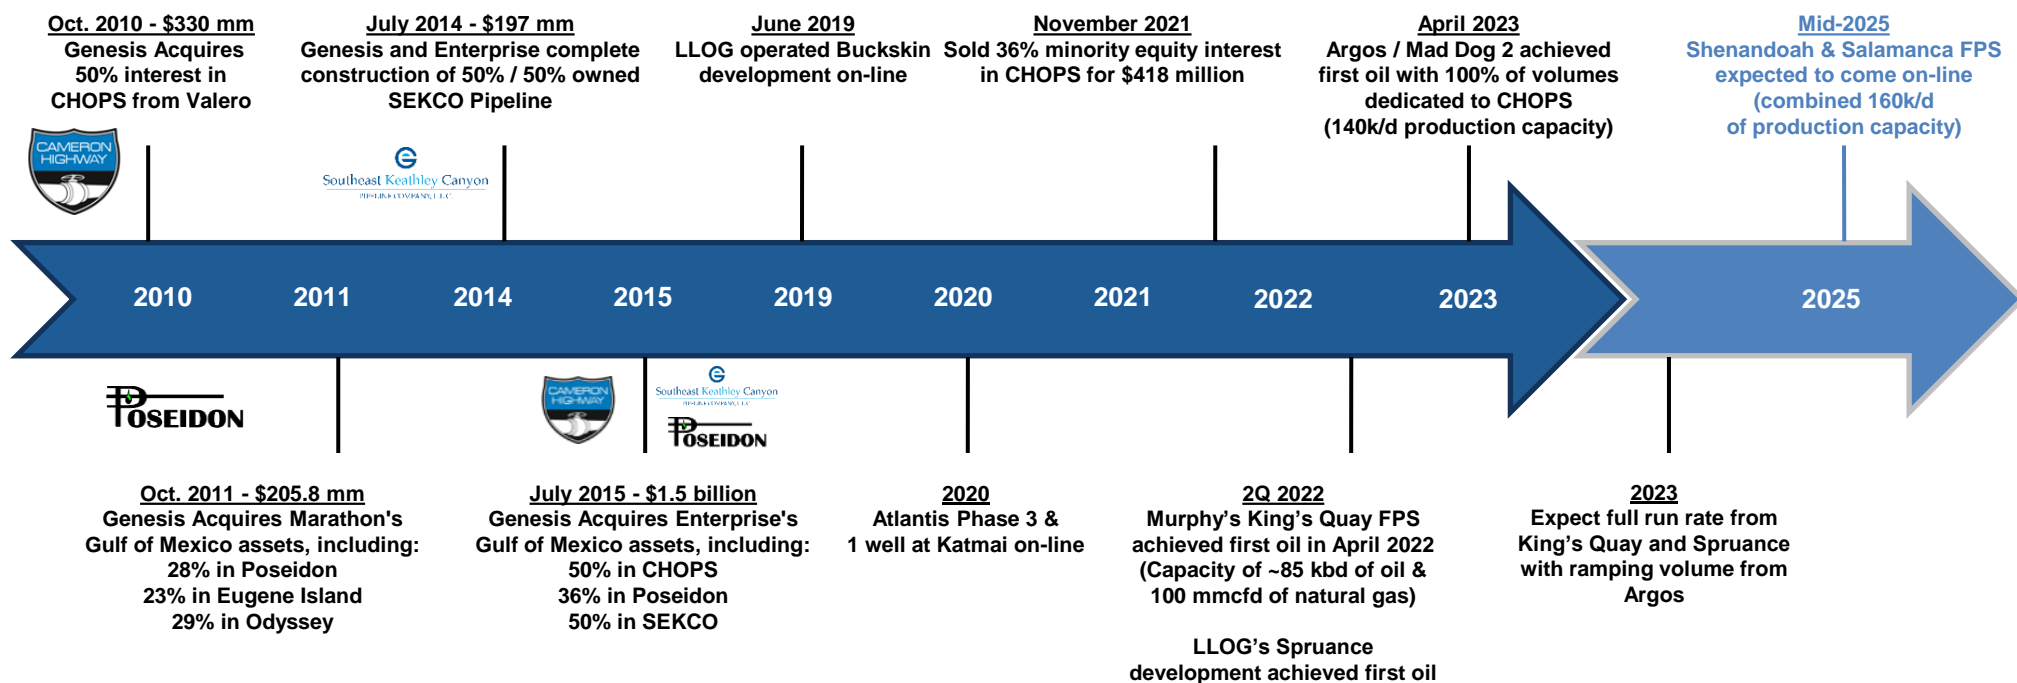 Oct. 2010 - $330 mm
Genesis Acquires
50% interest in
CHOPS from Valero
July 2014 - $197 mm
Genesis and Enterprise complete
construction of 50% / 50% owned
SEKCO Pipeline
June 2019
LLOG operated Buckskin
development on-line
November 2021
Sold 36% minority equity interest
in CHOPS for $418 million
April 2023
Argos / Mad Dog 2 achieved
first oil with 100% of volumes
dedicated to CHOPS
(140k/d production capacity)
Mid-2025
Shenandoah & Salamanca FPS
expected to come on-line
(combined 160k/d
of production capacity)
CAMERON
HIGHWAY
Southeast Keathley Canyon
PIPELINE COMPANY, L.L.C.
2010
2011
2014
2015
2019
2020
2021
2022
2023
2025
POSEIDON
CAMERON
HIGHWAY
Southeast Keathley Canyon
PIPELINE COMPANY, L.L.C.
POSEIDON
Oct. 2011 - $205.8 mm
Genesis Acquires Marathon's
Gulf of Mexico assets, including:
28% in Poseidon
23% in Eugene Island
29% in Odyssey
July 2015 - $1.5 billion
Genesis Acquires Enterprise's
Gulf of Mexico assets, including:
50% in CHOPS
36% in Poseidon
50% in SEKCO
2020
Atlantis Phase 3 &
1 well at Katmai on-line
2Q 2022
Murphy’s King’s Quay FPS
achieved first oil in April 2022
(Capacity of ~85 kbd of oil &
100 mmcfd of natural gas)
LLOG’s Spruance
development achieved first oil
2023
Expect full run rate from
King’s Quay and Spruance
with ramping volume from
Argos